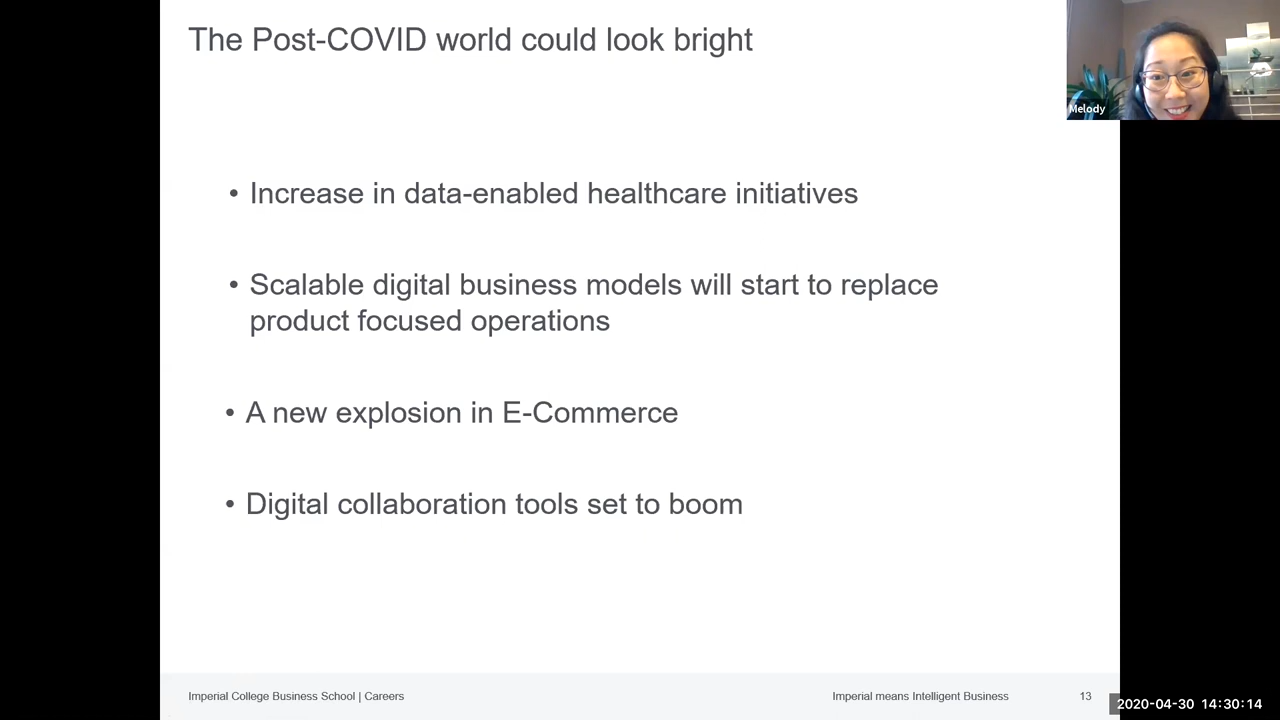 The Post-COVID world could look bright
Melody
• Increase in data-enabled healthcare initiatives
• Scalable digital business models will start to replace
product focused operations
• A new explosion in E-Commerce
• Digital collaboration tools set to boom
Imperial College Business School | Careers
Imperial means Intelligent Business
13
2020-04-30 14:30:14